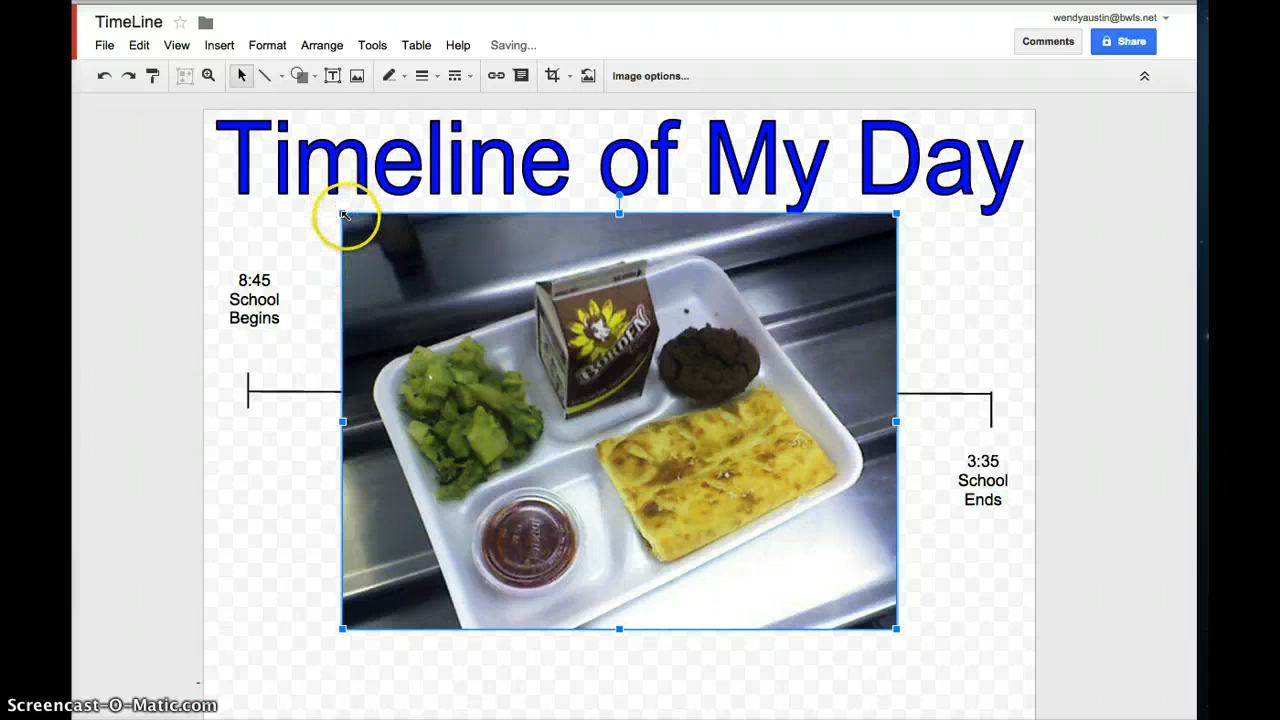 TimeLine
wendyaustin@bwls.net
File Edit View Insert Format Arrange Tools Table Help Saving...
Comments
Share
Image options...
Timeline of My Day
8:45
School
Begins
BORDEN
3:35
School
Ends
Screencast-O-Matic.com